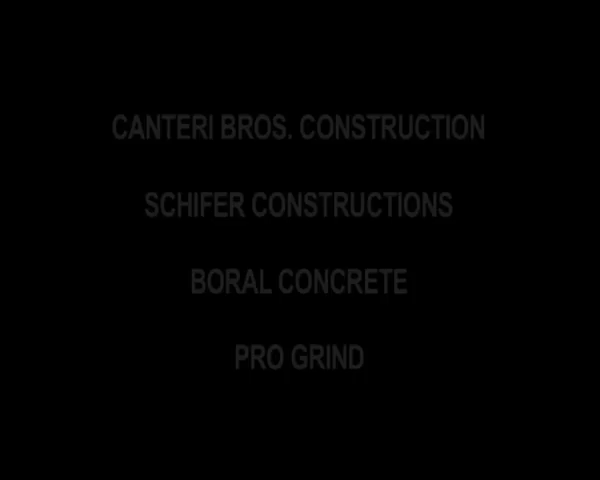 CANTERI BROS. CONSTRUCTION
SCHIFER CONSTRUCTIONS
BORAL CONCRETE
PRO GRIND